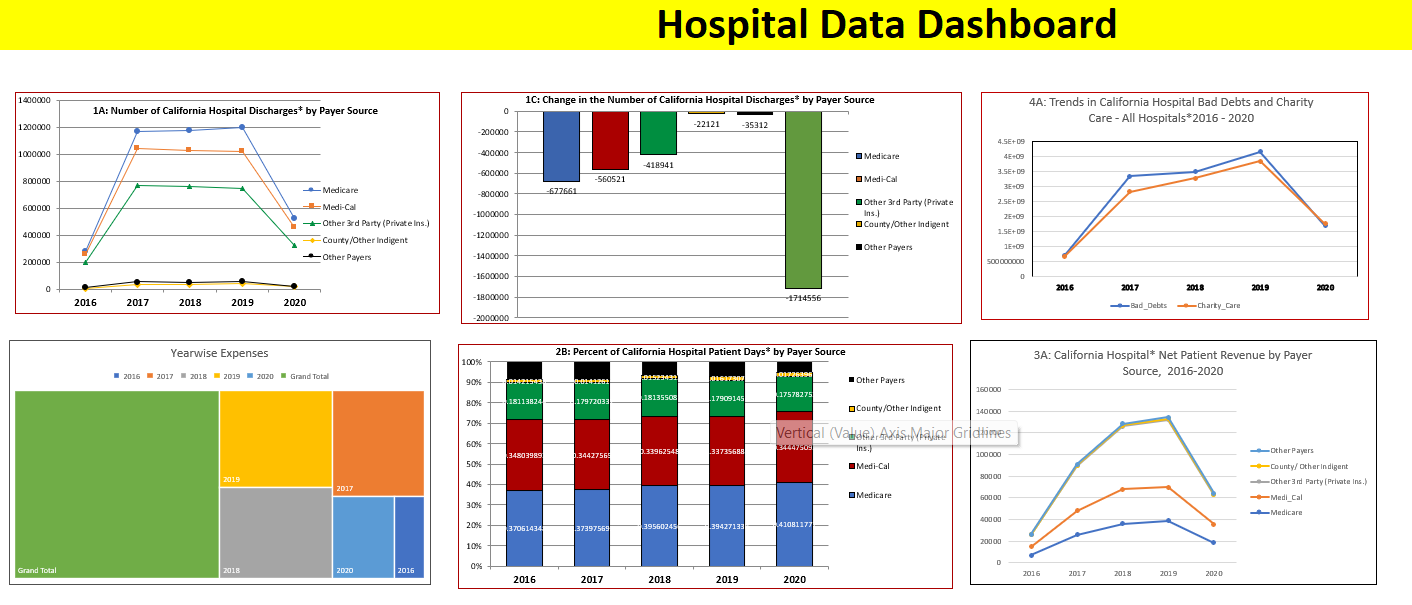 Hospital Data Dashboard
1A: Number of California Hospital Discharges* by Payer Source
1400000
1200000
1000000
800000
600000
400000
200000
0
2016 2017 2018 2019 2020
Medicare
Medi-Cal
Other 3rd Party (Private Ins.)
County/Other Indigent
Other Payers
1C: Change in the Number of California Hospital Discharges* by Payer Source
0
-200000
-400000
-600000
-800000
-1000000
-1200000
-1400000
-1600000
-1800000
-2000000
-677661
-560521
-418941
-22121
-35312
-1714556
Medicare
Medi-Cal
Other 3rd Party (Private
Ins.)
County/Other Indigent
Other Payers
4A: Trends in California Hospital Bad Debts and Charity
Care - All Hospitals*2016 - 2020
4.5E+09
4E+09
3.5E+09
3E+09
2.5E+09
2E+09
1.5E+09
1E+09
500000000
0
2016 2017 2018 2019 2020
Bad_Debts Charity_Care
Yearwise Expenses
2016 2017 2018 2019 2020 Grand Total
Grand Total
2019
2018
2017
2020
2016
2B: Percent of California Hospital Patient Days* by Payer Source
100%
90%
80%
70%
60%
50%
40%
30%
20%
10%
0%
2016 2017 2018 2019 2020
Other Payers
County/Other Indigent
Other 3rd Party (Private
Ins.)
Medi-Cal
Medicare
Vertical (Value) Axis Major Gridlines
3A: California Hospital* Net Patient Revenue by Payer
Source, 2016-2020
160000
140000
120000
100000
80000
60000
40000
20000
0
2016 2017 2018 2019 2020
Other Payers
County/ Other Indigent
Other 3rd Party (Private Ins.)
Medi_Cal
Medicare